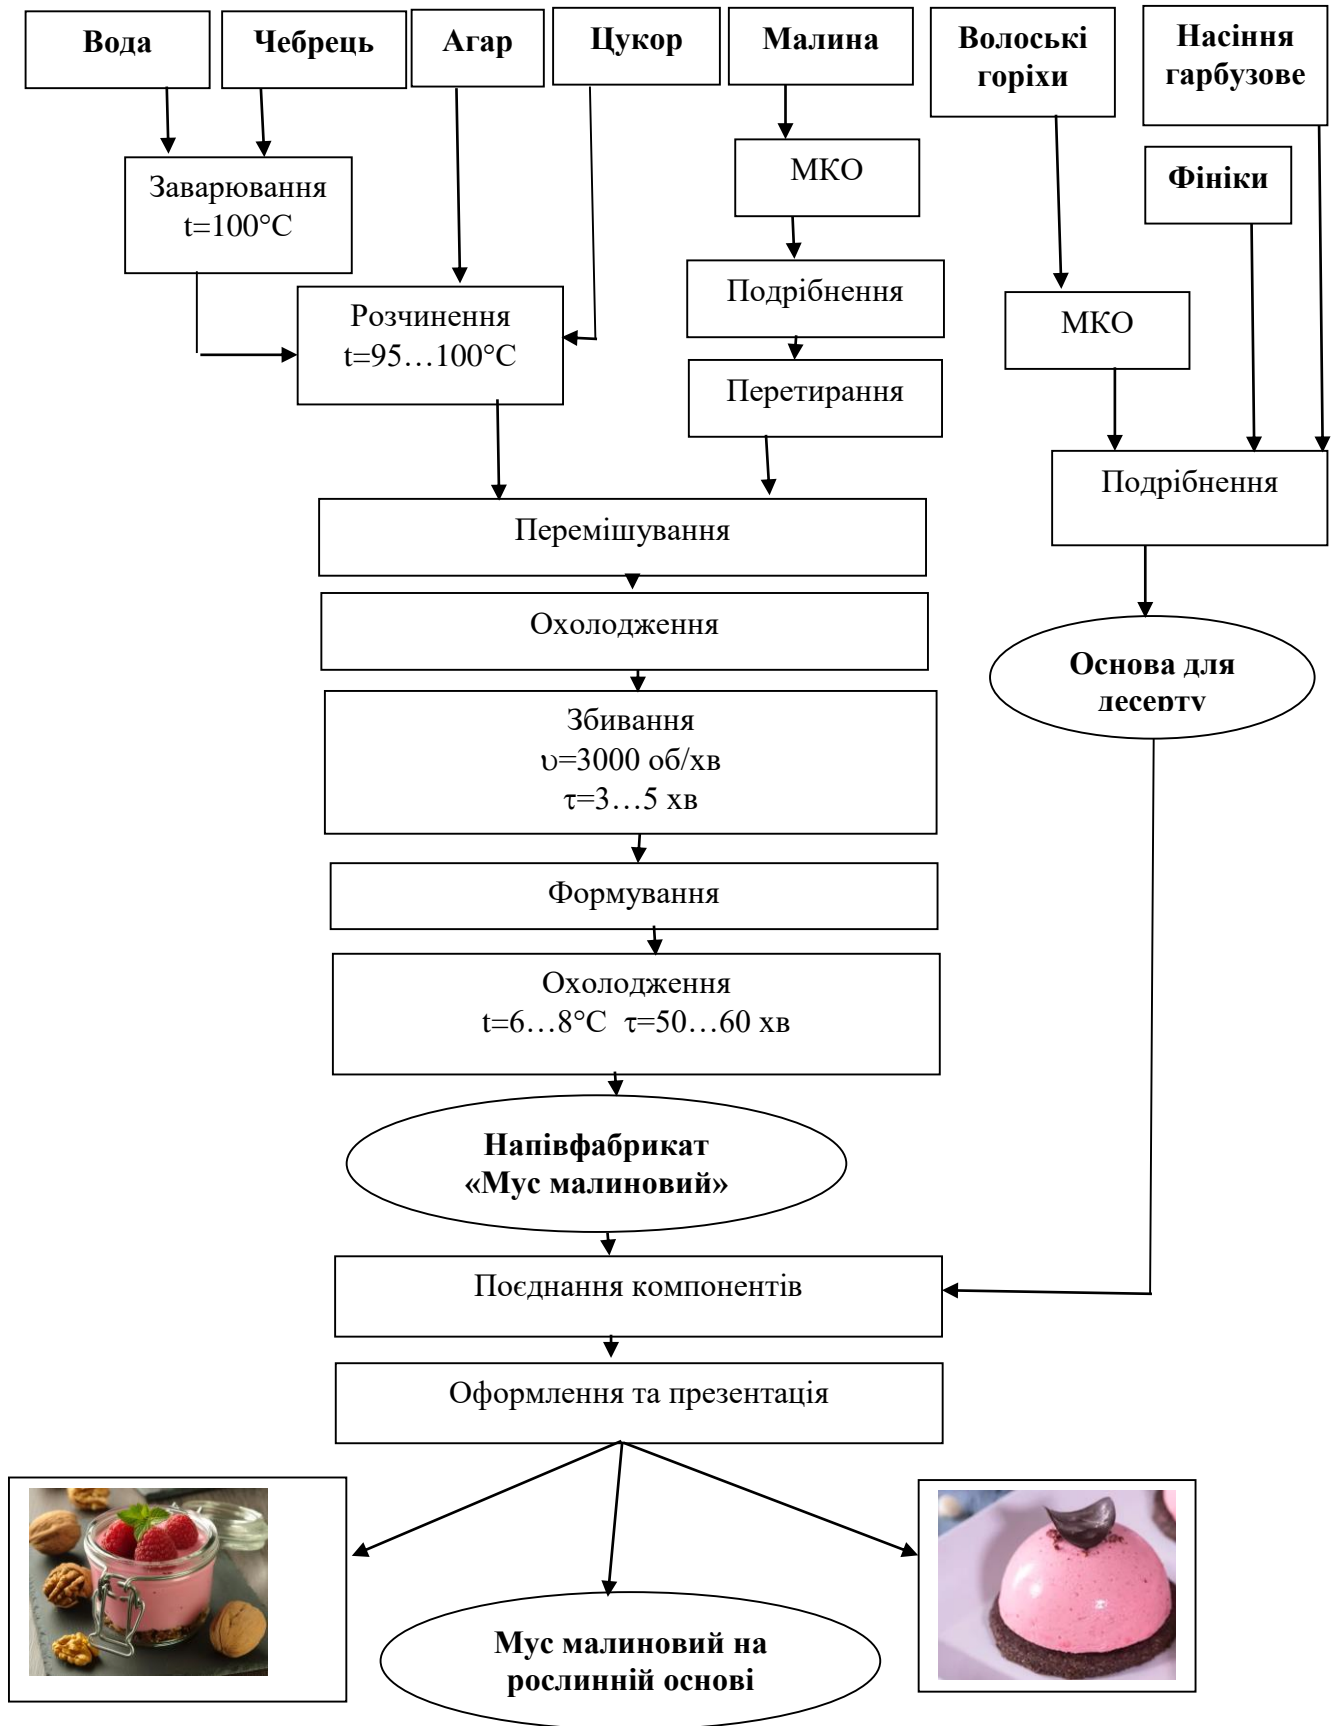 Вода
Чебрець
Агар
Цукор
Малина
Волоські
горіхи
Насіння
гарбузове
Фініки
Заварювання
t=100°C
МКО
Подрібнення
Розчинення
t=95…100°C
МКО
Перетирання
Подрібнення
Перемішування
Охолодження
Основа для
десерту
Збивання
υ=3000 об/хв
τ=3…5 хв
Формування
Охолодження
t=6…8°C τ=50…60 хв
Напівфабрикат
«Мус малиновий»
Поєднання компонентів
Оформлення та презентація
Мус малиновий на
рослинній основі